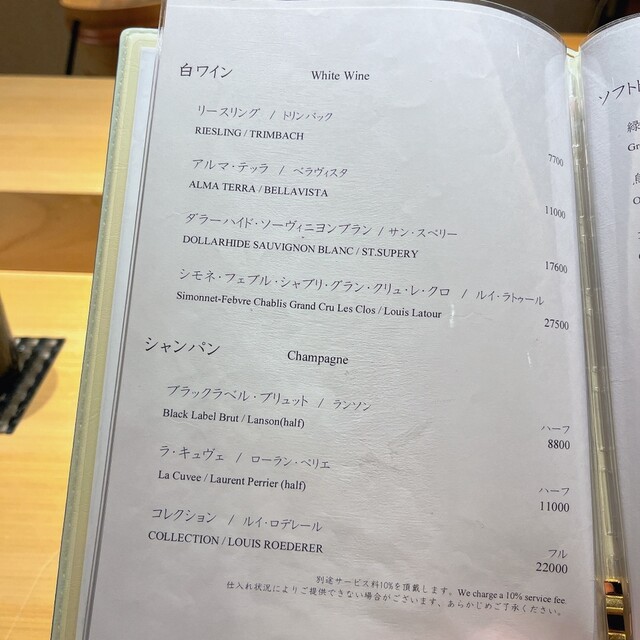 白ワイン White Wine
リースリング / トリンバック
RIESLING / TRIMBACH
7700
アルマ・テッラ / ベラヴィスタ
ALMA TERRA / BELLAVISTA
11000
ダラーハイド・ソーヴィニヨンブラン / サン・スペリー
DOLLARHIDE SAUVIGNON BLANC / ST.SUPERY
17600
シモネ・フェブル・シャブリ・グラン・クリュ・レ・クロ / ルイ・ラトゥール
Simonnet-Febvre Chablis Grand Cru Les Clos / Louis Latour
27500
シャンパン Champagne
ブラックラベル・ブリュット / ランソン
Black Label Brut / Lanson(half)
ハーフ
8800
ラ・キュヴェ / ローラン・ペリエ
La Cuvee / Laurent Perrier (half)
ハーフ
11000
コレクション / ルイ・ロデレール
COLLECTION / LOUIS ROEDERER
フル
22000
別途サービス料10%を頂戴します。We charge a 10% service fee.
仕入れ状況によりご提供できない場合がございます、あらかじめご了承ください。
ソフト
緑
Gr